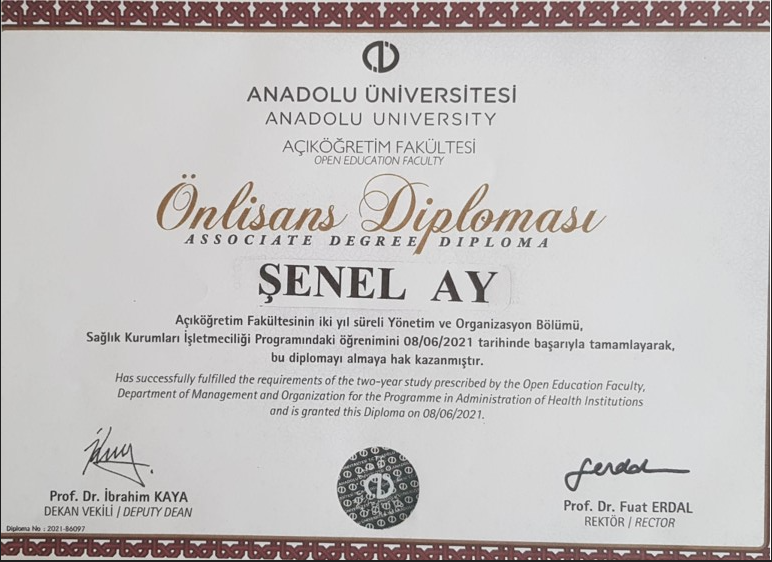 ANADOLU ÜNİVERSİTESİ
ANADOLU UNIVERSITY
AÇIKÖĞRETİM FAKÜLTESİ
OPEN EDUCATION FACULTY
Önlisans Diploması
ASSOCIATE DEGREE DIPLOMA
ŞENEL AY
Açıköğretim Fakültesinin iki yıl süreli Yönetim ve Organizasyon Bölümü,
Sağlık Kurumları İşletmeciliği Programındaki öğrenimini 08/06/2021 tarihinde başarıyla tamamlayarak,
bu diplomayı almaya hak kazanmıştır.
Has successfully fulfilled the requirements of the two-year study prescribed by the Open Education Faculty,
Department of Management and Organization for the Programme in Administration of Health Institutions
and is granted this Diploma on 08/06/2021.
Prof. Dr. İbrahim KAYA
DEKAN VEKİLİ / DEPUTY DEAN
Prof. Dr. Fuat ERDAL
REKTÖR / RECTOR
Diploma No : 2021-86097